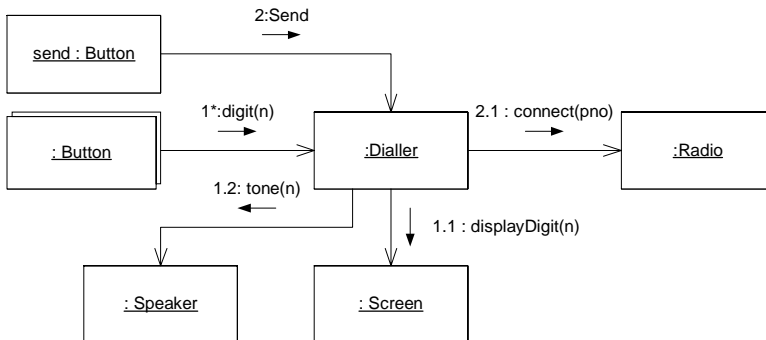 2:Send
send : Button
1*:digit(n)
2.1 : connect(pno)
: Button
:Dialler
:Radio
1.2: tone(n)
1.1 : displayDigit(n)
: Speaker
: Screen